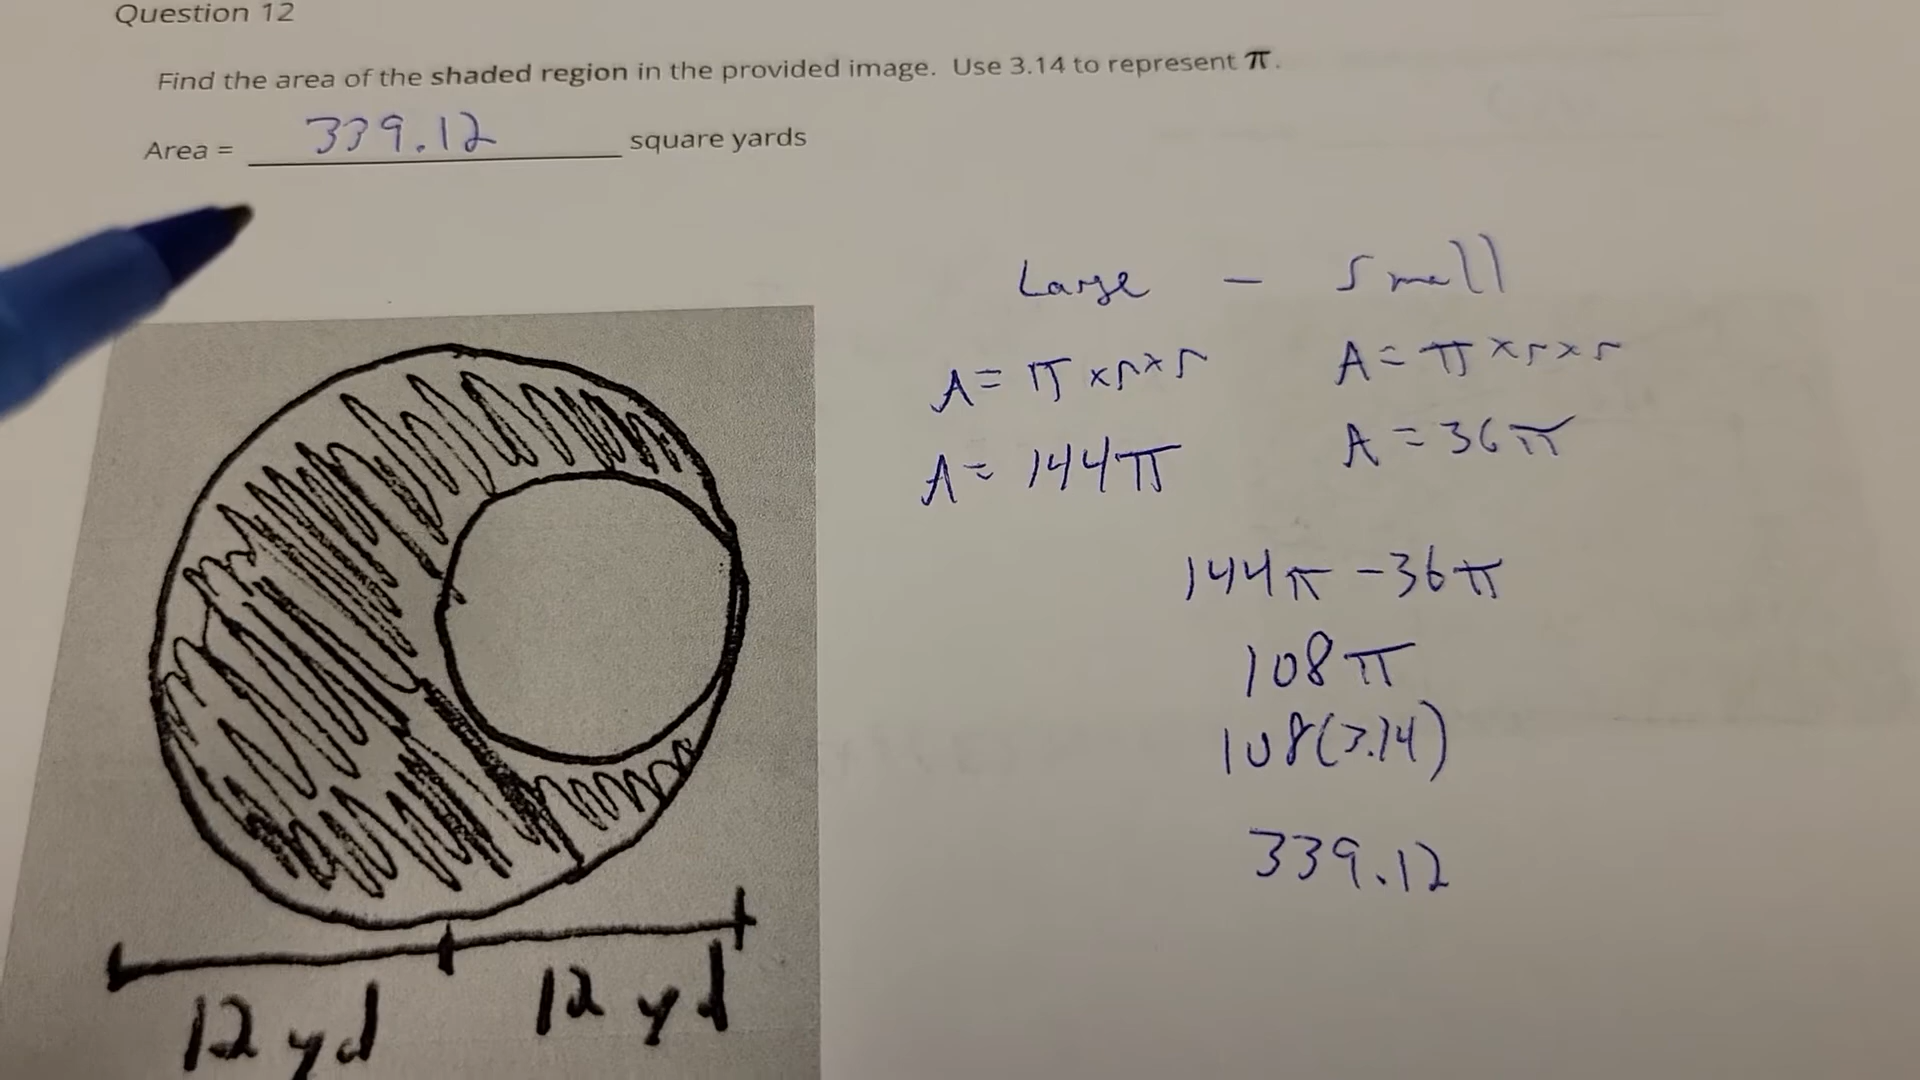 Question 12
Find the area of the shaded region in the provided image. Use 3.14 to represent π.
Area = 339.12 square yards
Large - Small
A = π × r × r A = π × r × r
A = 144π A = 36π
144π - 36π
108π
108(3.14)
339.12
12 yd 12 yd